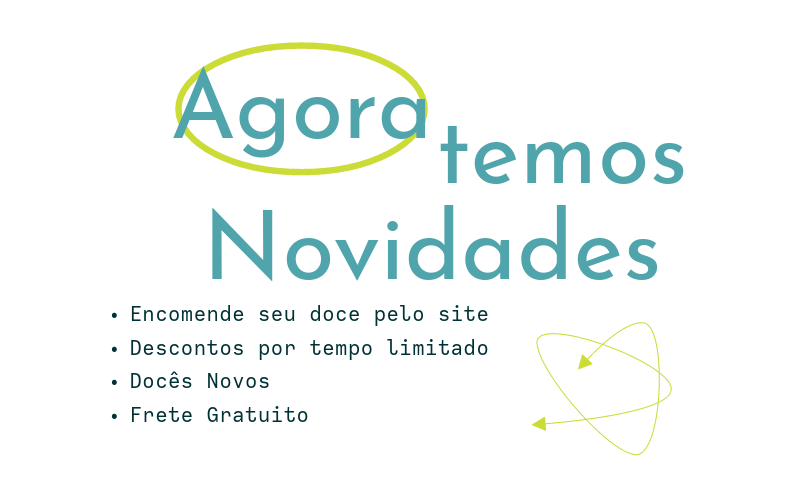 Agora
temos
Novidades
• Encomende seu doce pelo site
• Descontos por tempo limitado
• Docês Novos
• Frete Gratuito